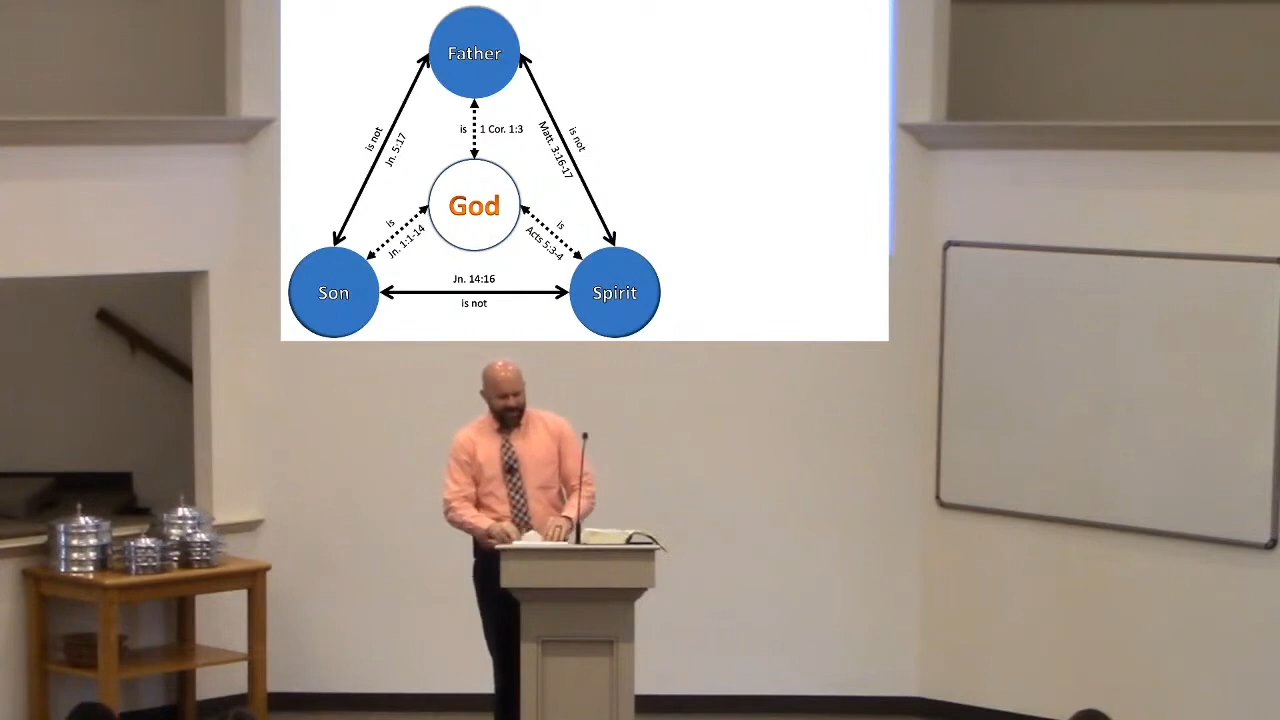 Father
is
1 Cor. 1:3
is not
Jn. 5:17
is not
Matt. 3:16-17
God
is
Jn. 1:1-14
is
Acts 5:3-4
Son
Jn. 14:16
is not
Spirit